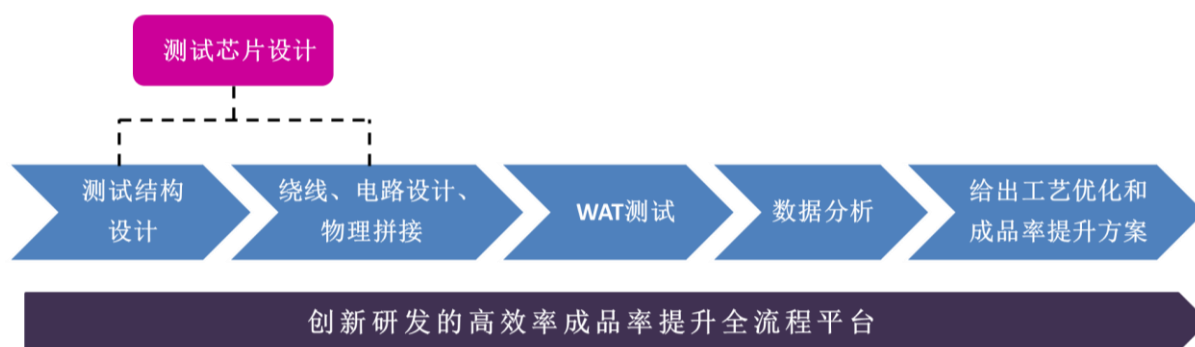 测试芯片设计
测试结构
设计
绕线、电路设计、
物理拼接
WAT测试
数据分析
给出工艺优化和
成品率提升方案
创新研发的高效率成品率提升全流程平台